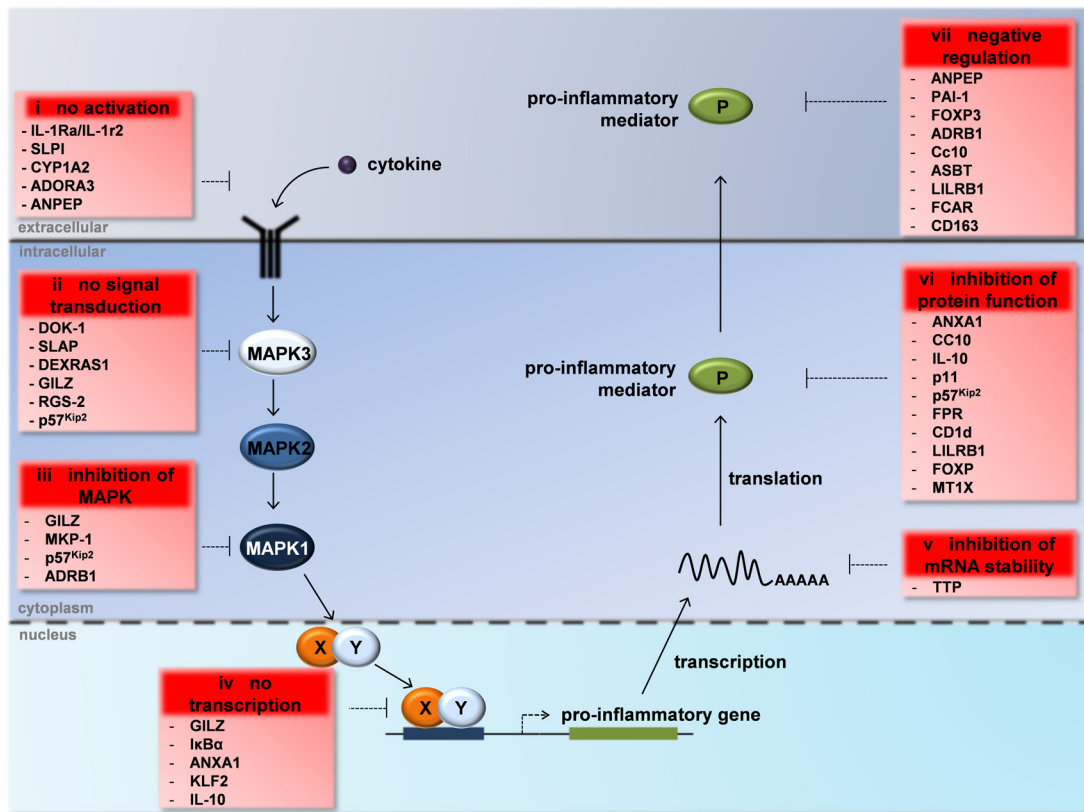 i no activation
- IL-1Ra/IL-1r2
- SLPI
- CYP1A2
- ADORA3
- ANPEP
extracellular
intracellular
cytokine
ii no signal
transduction
- DOK-1
- SLAP
- DEXRAS1
- GILZ
- RGS-2
- p57Kip2
MAPK3
MAPK2
MAPK1
iii inhibition of
MAPK
- GILZ
- MKP-1
- p57Kip2
- ADRB1
cytoplasm
nucleus
X Y
iv no
transcription
- GILZ
- IκBα
- ANXA1
- KLF2
- IL-10
X Y
pro-inflammatory gene
transcription
AAAAA
translation
pro-inflammatory
mediator
P
pro-inflammatory
mediator
P
vii negative
regulation
- ANPEP
- PAI-1
- FOXP3
- ADRB1
- Cc10
- ASBT
- LILRB1
- FCAR
- CD163
vi inhibition of
protein function
- ANXA1
- CC10
- IL-10
- p11
- p57Kip2
- FPR
- CD1d
- LILRB1
- FOXP
- MT1X
v inhibition of
mRNA stability
- TTP